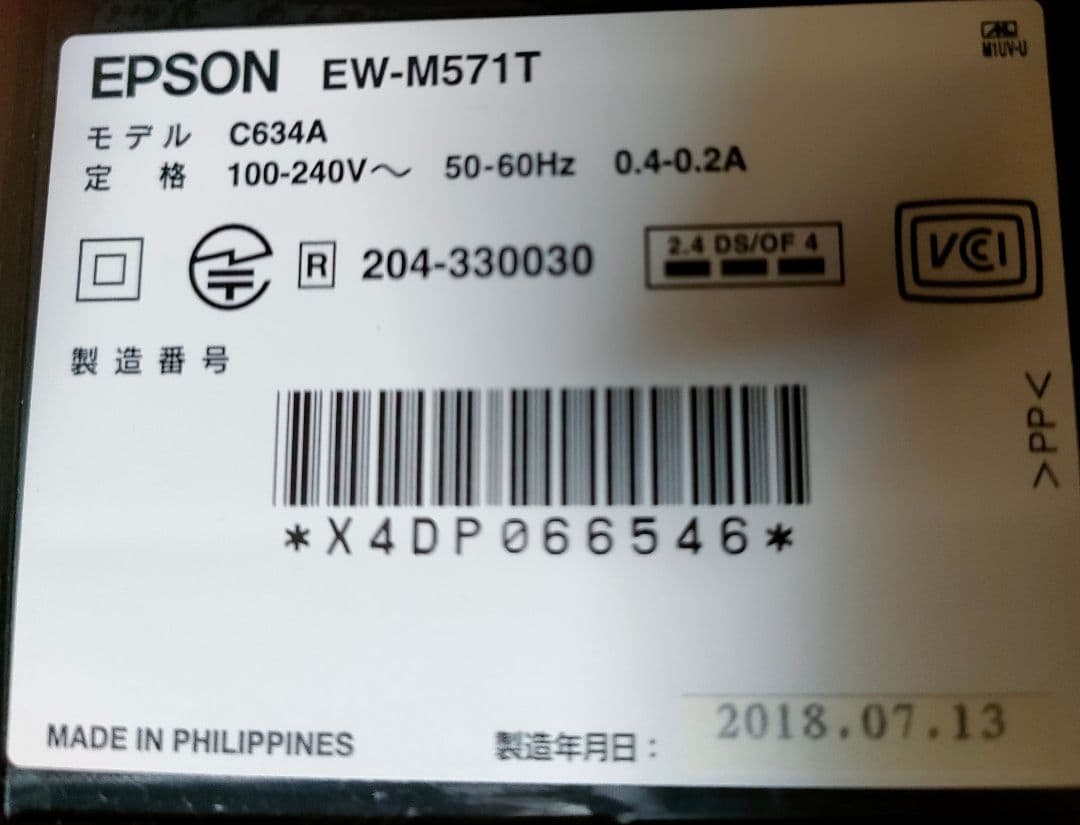 EPSON EW-M571T
M1UV-U
モデル C634A
定格 100-240V～ 50-60Hz 0.4-0.2A
R 204-330030
2.4 DS/OF 4
VCCI
製造番号
*X4DP066546*
>PP<
MADE IN PHILIPPINES
製造年月日： 2018.07.13